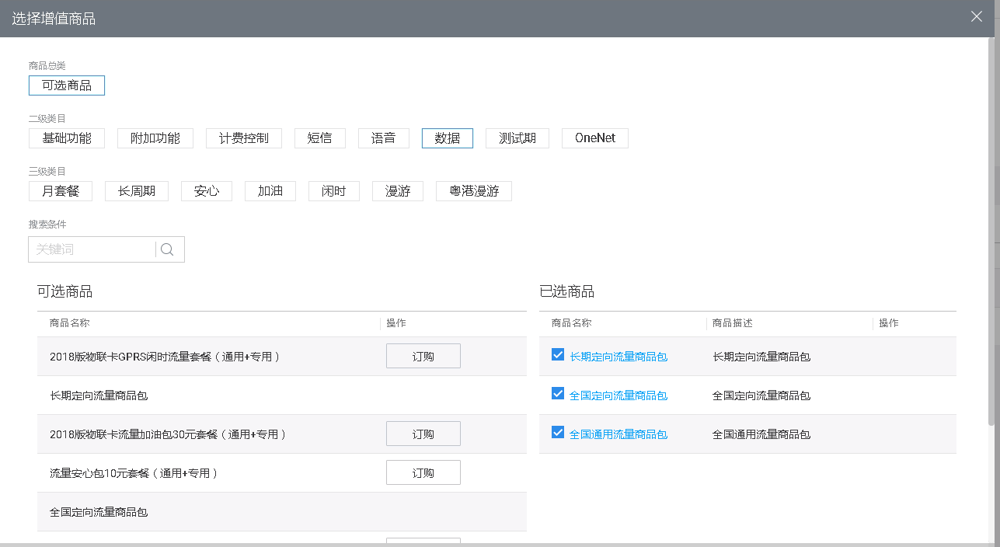 选择增值商品
商品总类
可选商品
二级类目
基础功能 附加功能 计费控制 短信 语音 数据 测试期 OneNet
三级类目
月套餐 长周期 安心 加油 闲时 漫游 粤港漫游
搜索条件
关键词
可选商品
商品名称 操作
2018版物联卡GPRS闲时流量套餐（通用+专用） 订购
长期定向流量商品包
2018版物联卡流量加油包30元套餐（通用+专用） 订购
流量安心包10元套餐（通用+专用） 订购
全国定向流量商品包
已选商品
商品名称 商品描述 操作
长期定向流量商品包 长期定向流量商品包
全国定向流量商品包 全国定向流量商品包
全国通用流量商品包 全国通用流量商品包